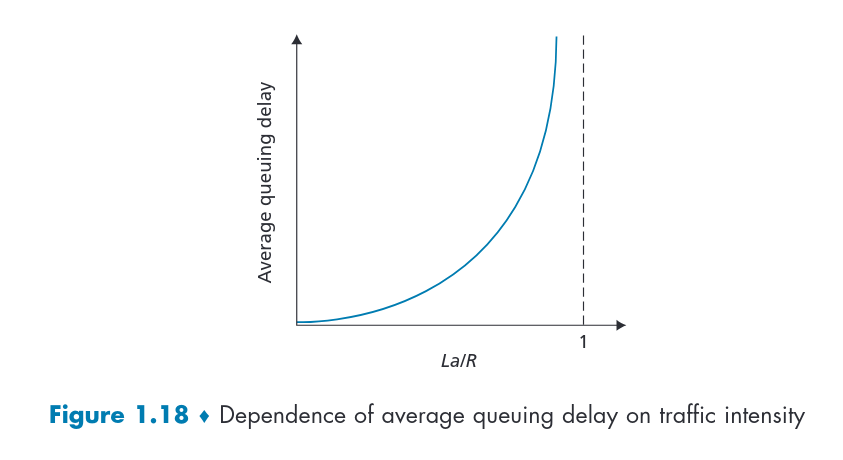 Average queuing delay
1
La/R
Figure 1.18 ♦ Dependence of average queuing delay on traffic intensity